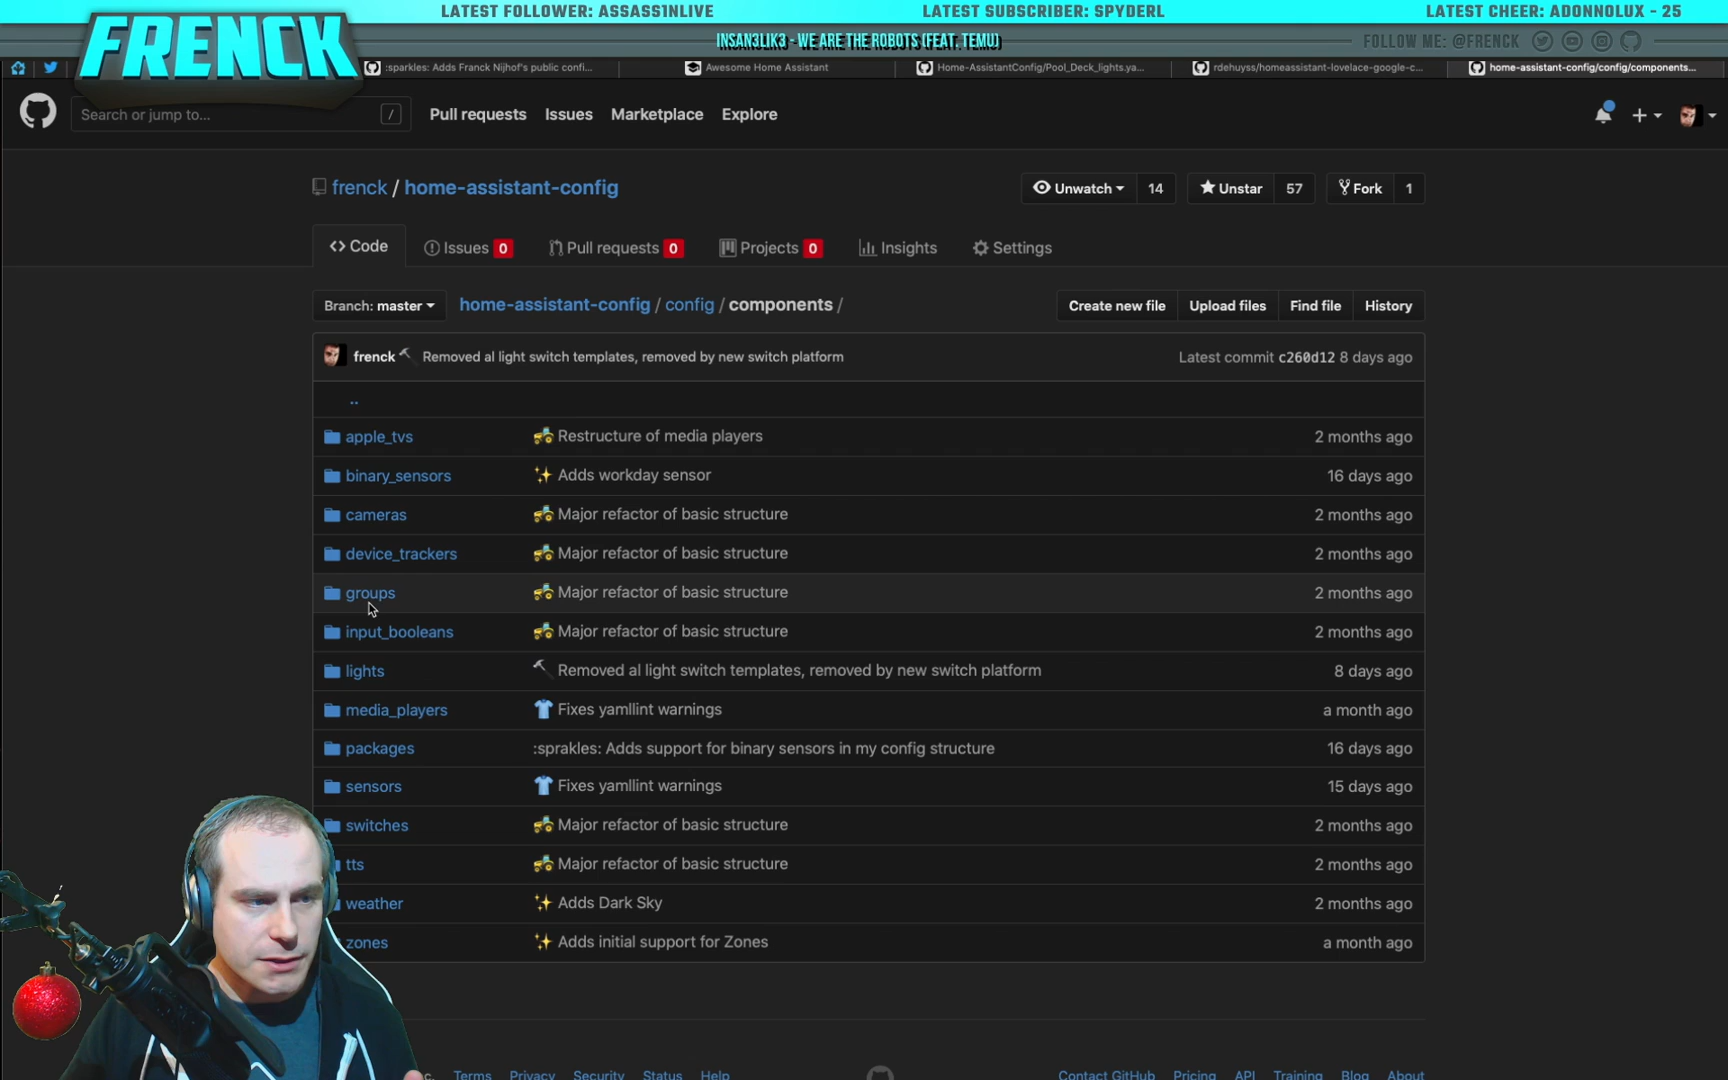 LATEST FOLLOWER: ASSASS1NLIVE LATEST SUBSCRIBER: SPYDERL LATEST CHEER: ADONNOLUX - 25
FRENCK
INSAN3LIK3 - WE ARE THE ROBOTS (FEAT. TEMU)
FOLLOW ME: @FRENCK
:sparkles: Adds Franck Nijhof's public confi... Awesome Home Assistant Home-AssistantConfig/Pool_Deck_lights.ya... rdehuyss/homeassistant-lovelace-google-c... home-assistant-config/config/components...
Search or jump to... / Pull requests Issues Marketplace Explore
frenck / home-assistant-config Unwatch 14 Unstar 57 Fork 1
Code Issues 0 Pull requests 0 Projects 0 Insights Settings
Branch: master home-assistant-config / config / components / Create new file Upload files Find file History
frenck Removed al light switch templates, removed by new switch platform Latest commit c260d12 8 days ago
..
apple_tvs Restructure of media players 2 months ago
binary_sensors Adds workday sensor 16 days ago
cameras Major refactor of basic structure 2 months ago
device_trackers Major refactor of basic structure 2 months ago
groups Major refactor of basic structure 2 months ago
input_booleans Major refactor of basic structure 2 months ago
lights Removed al light switch templates, removed by new switch platform 8 days ago
media_players Fixes yamllint warnings a month ago
packages :sprakles: Adds support for binary sensors in my config structure 16 days ago
sensors Fixes yamllint warnings 15 days ago
switches Major refactor of basic structure 2 months ago
tts Major refactor of basic structure 2 months ago
weather Adds Dark Sky 2 months ago
zones Adds initial support for Zones a month ago
c. Terms Privacy Security Status Help Contact GitHub Pricing API Training Blog About